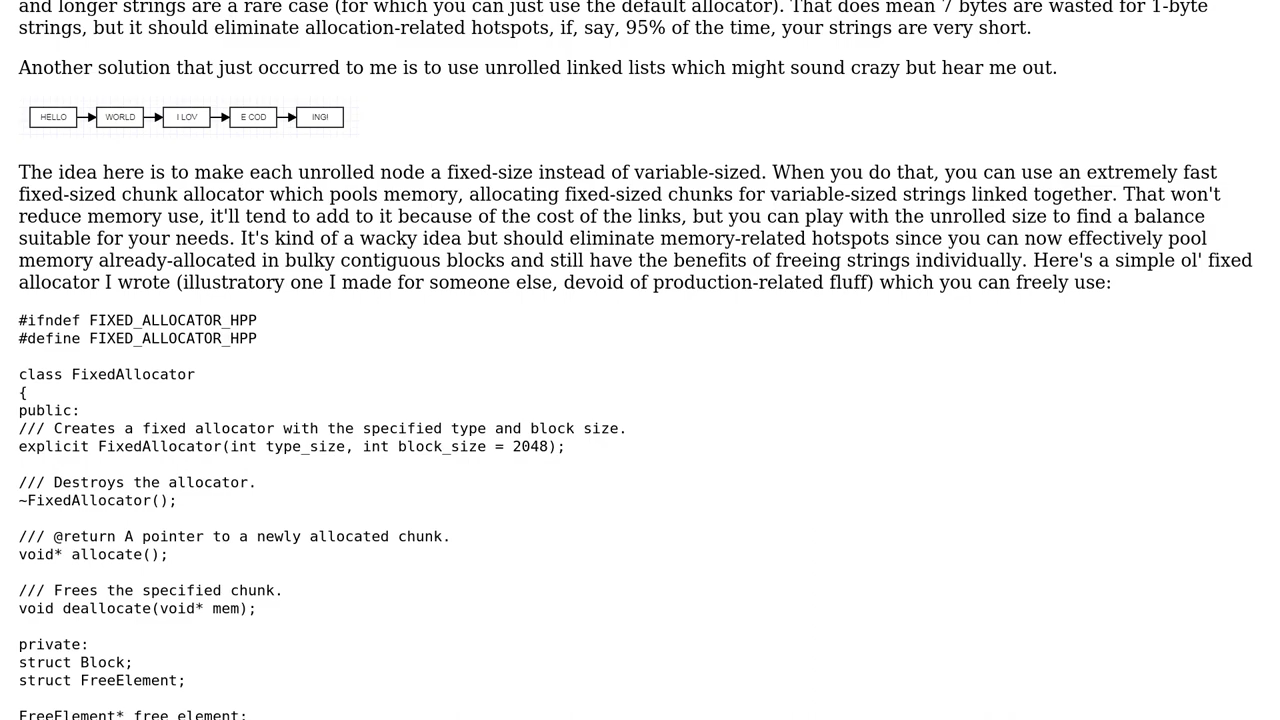 and longer strings are a rare case (for which you can just use the default allocator). That does mean 7 bytes are wasted for 1-byte
strings, but it should eliminate allocation-related hotspots, if, say, 95% of the time, your strings are very short.
Another solution that just occurred to me is to use unrolled linked lists which might sound crazy but hear me out.
HELLO WORLD I LOV E COD ING!
The idea here is to make each unrolled node a fixed-size instead of variable-sized. When you do that, you can use an extremely fast
fixed-sized chunk allocator which pools memory, allocating fixed-sized chunks for variable-sized strings linked together. That won't
reduce memory use, it'll tend to add to it because of the cost of the links, but you can play with the unrolled size to find a balance
suitable for your needs. It's kind of a wacky idea but should eliminate memory-related hotspots since you can now effectively pool
memory already-allocated in bulky contiguous blocks and still have the benefits of freeing strings individually. Here's a simple ol' fixed
allocator I wrote (illustratory one I made for someone else, devoid of production-related fluff) which you can freely use:
#ifndef FIXED_ALLOCATOR_HPP
#define FIXED_ALLOCATOR_HPP
class FixedAllocator
{
public:
/// Creates a fixed allocator with the specified type and block size.
explicit FixedAllocator(int type_size, int block_size = 2048);
/// Destroys the allocator.
~FixedAllocator();
/// @return A pointer to a newly allocated chunk.
void* allocate();
/// Frees the specified chunk.
void deallocate(void* mem);
private:
struct Block;
struct FreeElement;
FreeElement* free_element;